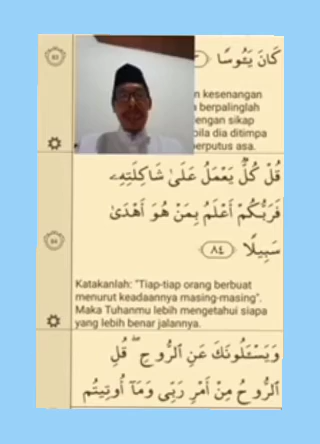 كَانَ يَـُٔوسًا
n kesenangan
berpalinglah
engan sikap
bila dia ditimpa
erputus asa.
قُلْ كُلٌّ يَعْمَلُ عَلَىٰ شَاكِلَتِهِۦ
فَرَبُّكُمْ أَعْلَمُ بِمَنْ هُوَ أَهْدَىٰ
سَبِيلًا ٨٤
84
Katakanlah: "Tiap-tiap orang berbuat
menurut keadaannya masing-masing".
Maka Tuhanmu lebih mengetahui siapa
yang lebih benar jalannya.
وَيَسْـَٔلُونَكَ عَنِ ٱلرُّوحِ ۖ قُلِ
ٱلرُّوحُ مِنْ أَمْرِ رَبِّى وَمَآ أُوتِيتُم